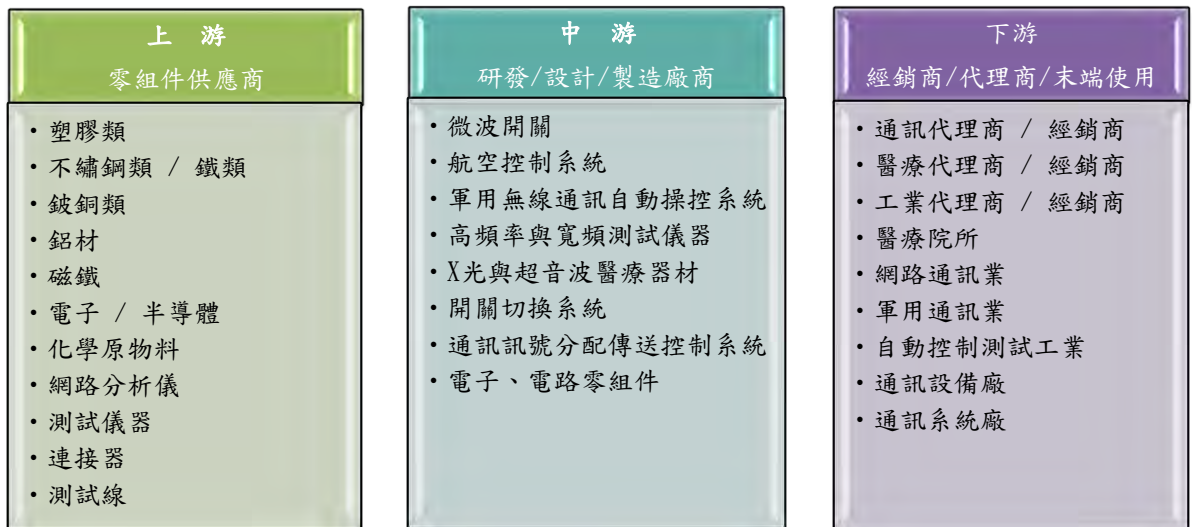 上 游
零組件供應商
・塑膠類
・不繡鋼類 / 鐵類
・鈹銅類
・鋁材
・磁鐵
・電子 / 半導體
・化學原物料
・網路分析儀
・測試儀器
・連接器
・測試線
中 游
研發/設計/製造廠商
・微波開關
・航空控制系統
・軍用無線通訊自動操控系統
・高頻率與寬頻測試儀器
・X光與超音波醫療器材
・開關切換系統
・通訊訊號分配傳送控制系統
・電子、電路零組件
下游
經銷商/代理商/末端使用
・通訊代理商 / 經銷商
・醫療代理商 / 經銷商
・工業代理商 / 經銷商
・醫療院所
・網路通訊業
・軍用通訊業
・自動控制測試工業
・通訊設備廠
・通訊系統廠